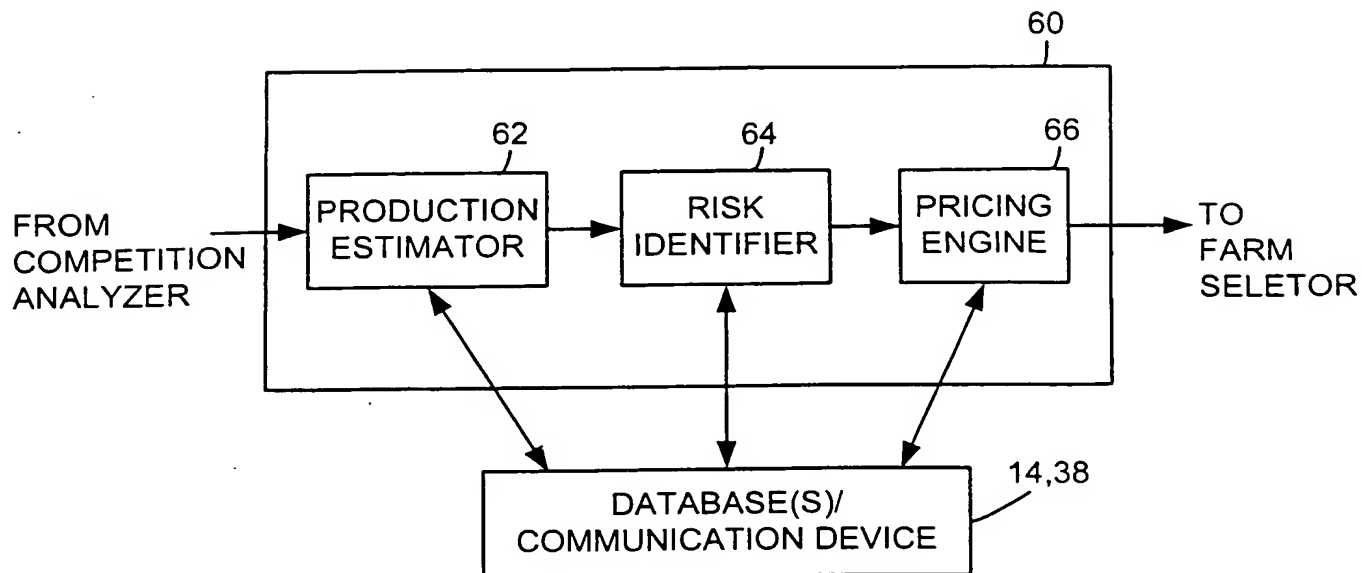 60
62
64
66
PRODUCTION
ESTIMATOR
RISK
IDENTIFIER
PRICING
ENGINE
FROM
COMPETITION
ANALYZER
TO
FARM
SELETOR
14,38
DATABASE(S)/
COMMUNICATION DEVICE